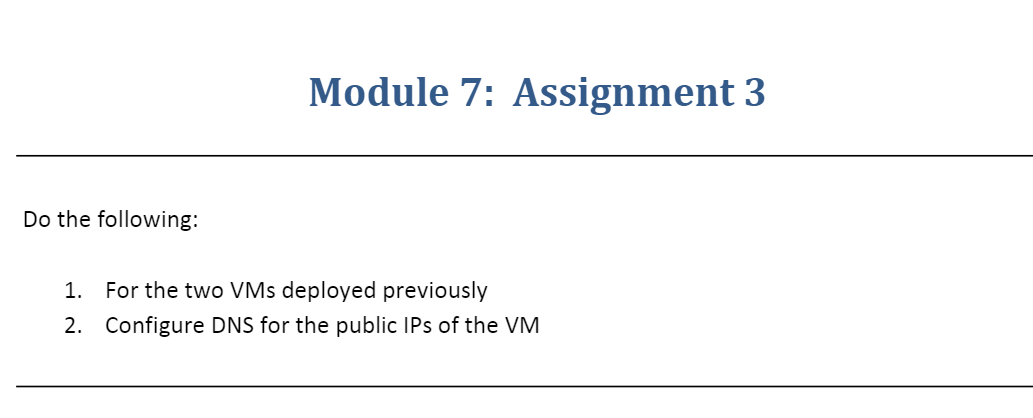 Module 7:  Assignment 3
Do the following:
1. For the two VMs deployed previously
2. Configure DNS for the public IPs of the VM